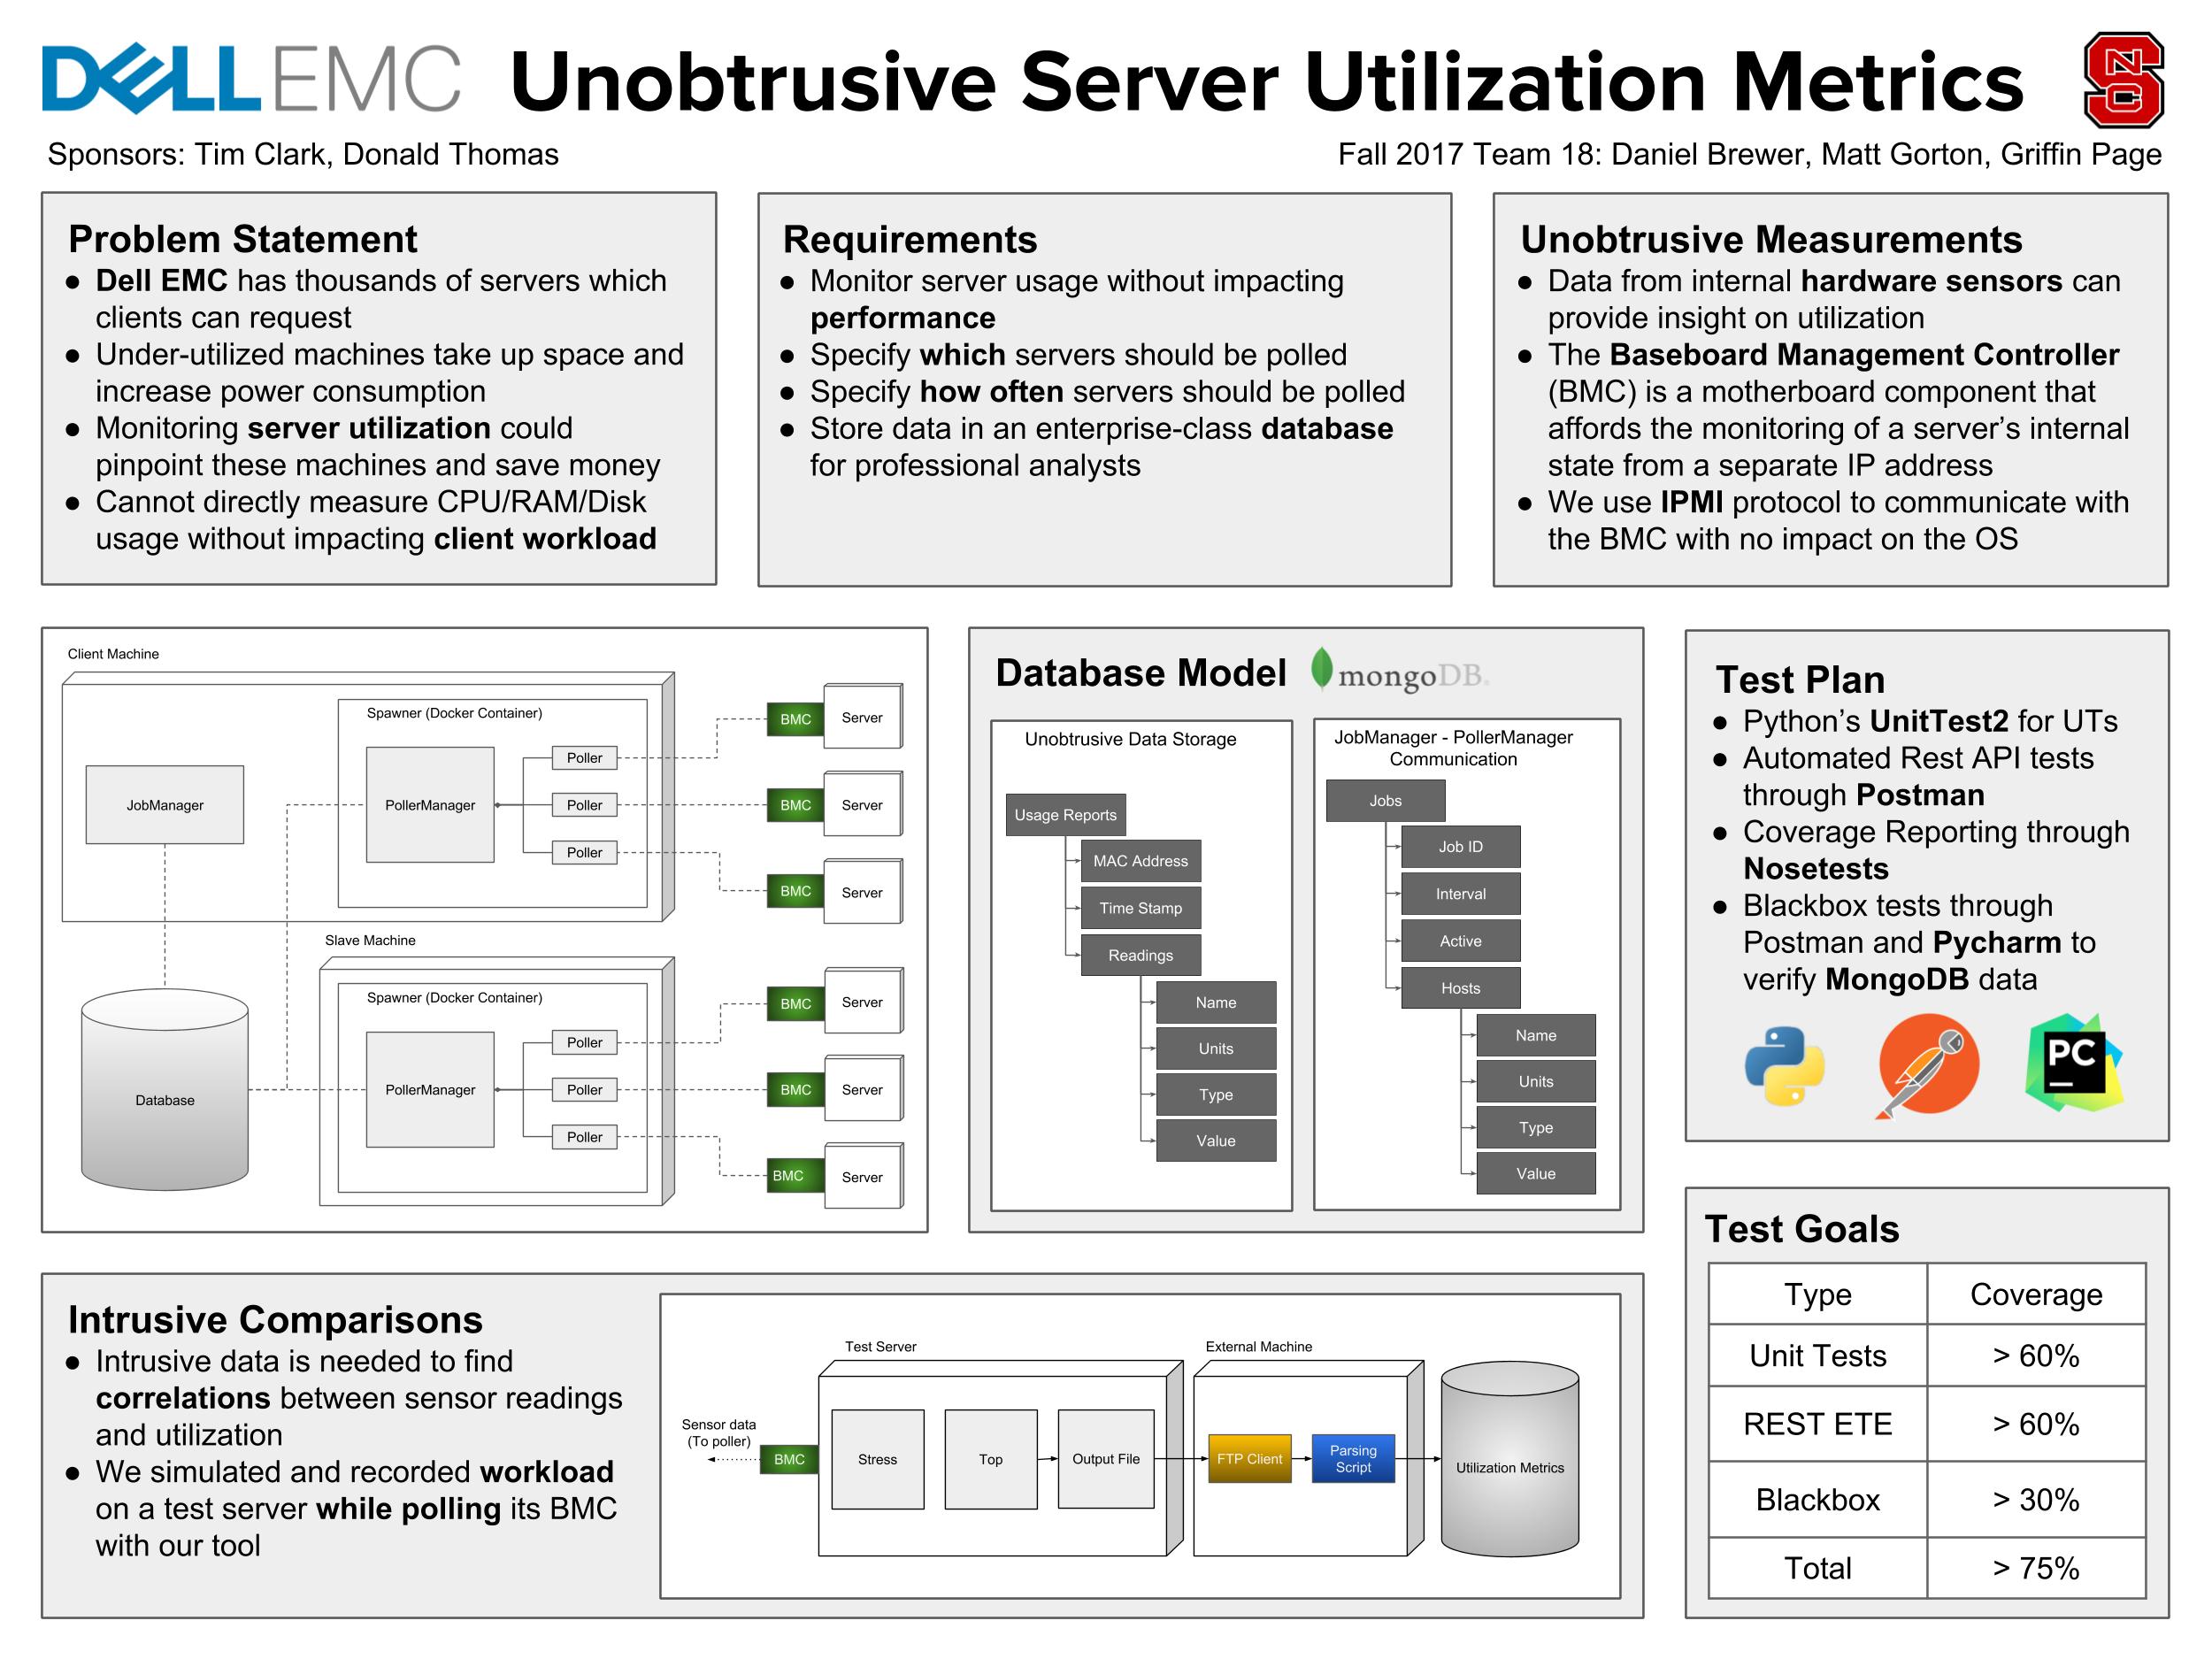 DELL EMC Unobtrusive Server Utilization Metrics
Sponsors: Tim Clark, Donald Thomas
Fall 2017 Team 18: Daniel Brewer, Matt Gorton, Griffin Page
Problem Statement
● Dell EMC has thousands of servers which
clients can request
● Under-utilized machines take up space and
increase power consumption
● Monitoring server utilization could
pinpoint these machines and save money
● Cannot directly measure CPU/RAM/Disk
usage without impacting client workload
Requirements
● Monitor server usage without impacting
performance
● Specify which servers should be polled
● Specify how often servers should be polled
● Store data in an enterprise-class database
for professional analysts
Unobtrusive Measurements
● Data from internal hardware sensors can
provide insight on utilization
● The Baseboard Management Controller
(BMC) is a motherboard component that
affords the monitoring of a server's internal
state from a separate IP address
● We use IPMI protocol to communicate with
the BMC with no impact on the OS
Client Machine
Spawner (Docker Container)
JobManager
PollerManager
Poller
Poller
Poller
BMC Server
BMC Server
BMC Server
Slave Machine
Spawner (Docker Container)
Database
PollerManager
Poller
Poller
Poller
BMC Server
BMC Server
BMC Server
Database Model mongoDB.
Unobtrusive Data Storage
Usage Reports
MAC Address
Time Stamp
Readings
Name
Units
Type
Value
JobManager - PollerManager
Communication
Jobs
Job ID
Interval
Active
Hosts
Name
Units
Type
Value
Test Plan
● Python's UnitTest2 for UTs
● Automated Rest API tests
through Postman
● Coverage Reporting through
Nosetests
● Blackbox tests through
Postman and Pycharm to
verify MongoDB data
PC
Intrusive Comparisons
● Intrusive data is needed to find
correlations between sensor readings
and utilization
● We simulated and recorded workload
on a test server while polling its BMC
with our tool
Sensor data
(To poller)
BMC
Test Server
Stress
Top
Output File
External Machine
FTP Client
Parsing
Script
Utilization Metrics
Test Goals
Type Coverage
Unit Tests > 60%
REST ETE > 60%
Blackbox > 30%
Total > 75%